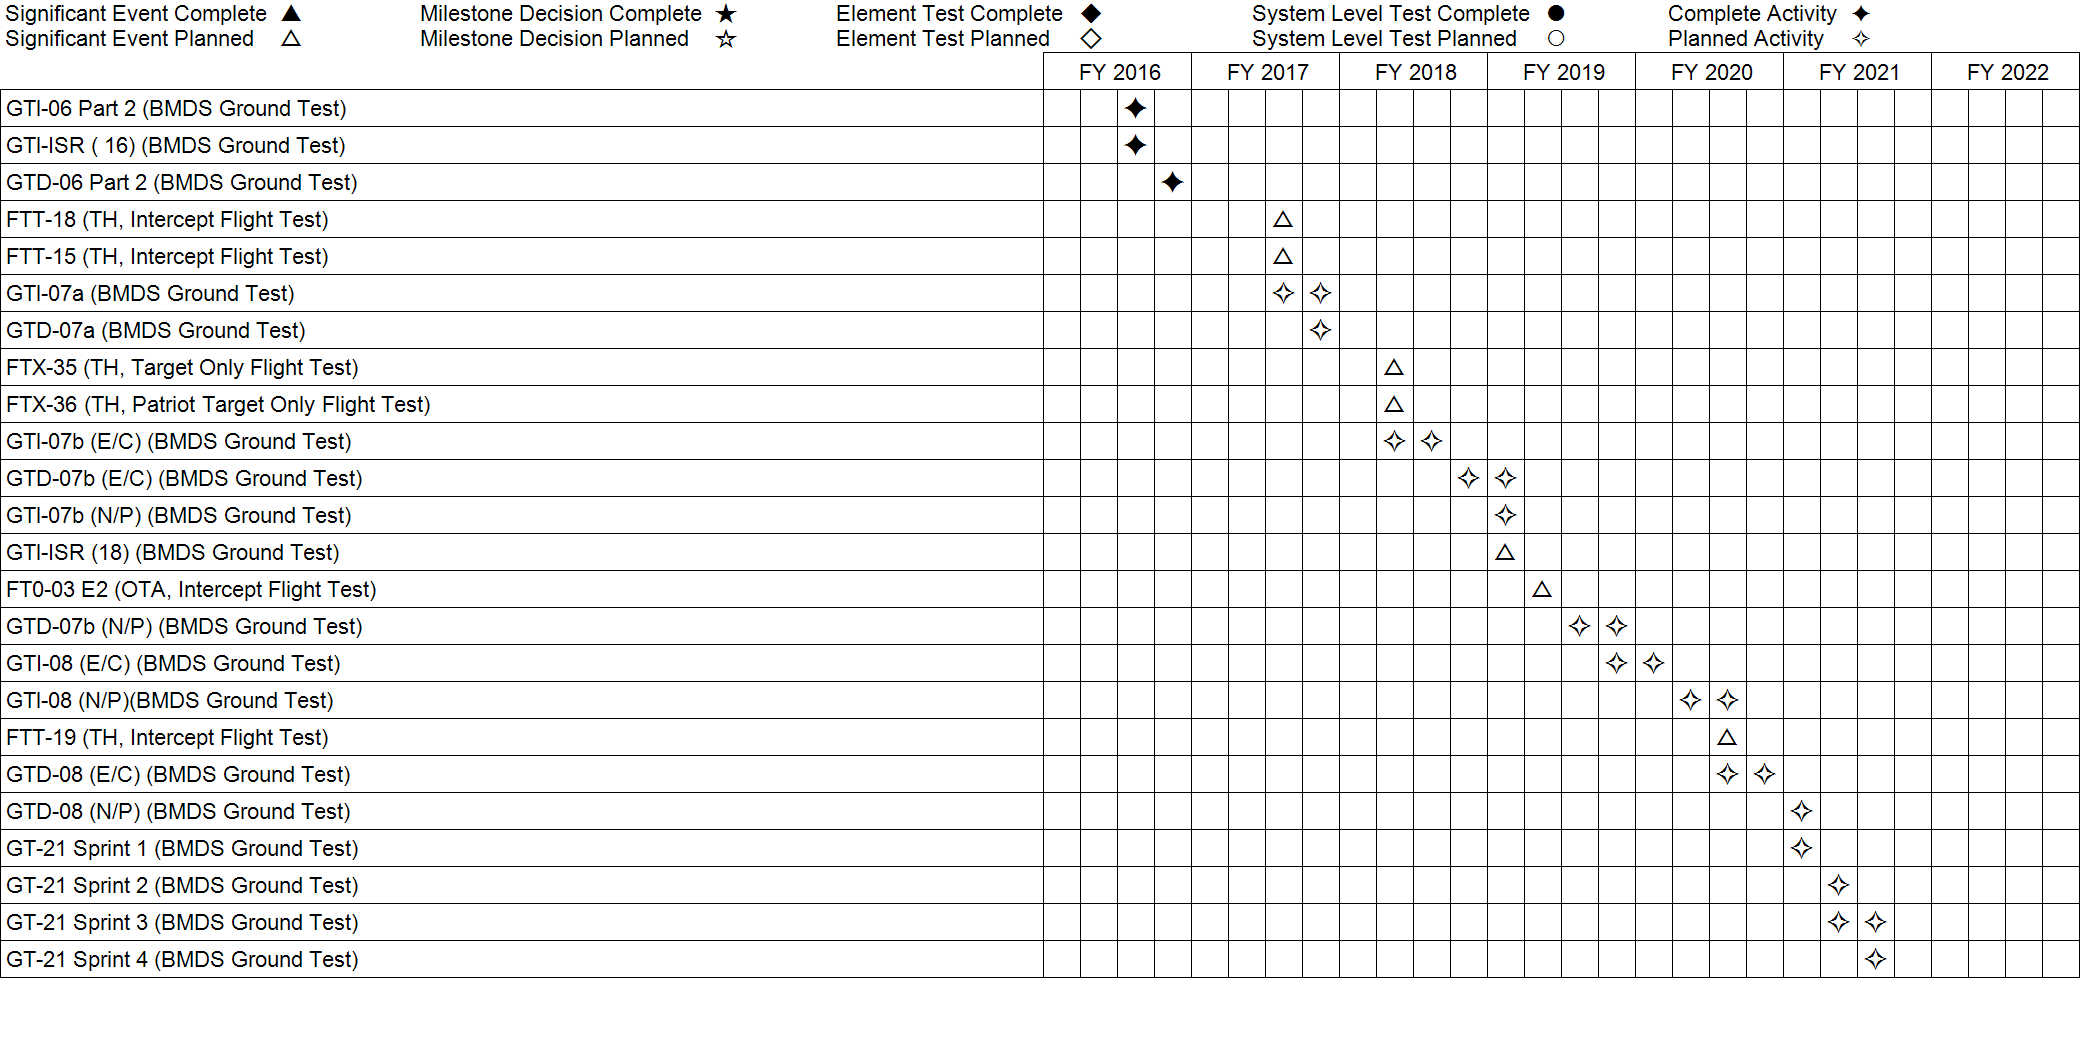 Significant Event Complete ▲ Milestone Decision Complete ★ Element Test Complete ◆ System Level Test Complete ● Complete Activity ✦
Significant Event Planned △ Milestone Decision Planned ☆ Element Test Planned ◇ System Level Test Planned ○ Planned Activity ✧
FY 2016 FY 2017 FY 2018 FY 2019 FY 2020 FY 2021 FY 2022
GTI-06 Part 2 (BMDS Ground Test)
GTI-ISR ( 16) (BMDS Ground Test)
GTD-06 Part 2 (BMDS Ground Test)
FTT-18 (TH, Intercept Flight Test)
FTT-15 (TH, Intercept Flight Test)
GTI-07a (BMDS Ground Test)
GTD-07a (BMDS Ground Test)
FTX-35 (TH, Target Only Flight Test)
FTX-36 (TH, Patriot Target Only Flight Test)
GTI-07b (E/C) (BMDS Ground Test)
GTD-07b (E/C) (BMDS Ground Test)
GTI-07b (N/P) (BMDS Ground Test)
GTI-ISR (18) (BMDS Ground Test)
FT0-03 E2 (OTA, Intercept Flight Test)
GTD-07b (N/P) (BMDS Ground Test)
GTI-08 (E/C) (BMDS Ground Test)
GTI-08 (N/P)(BMDS Ground Test)
FTT-19 (TH, Intercept Flight Test)
GTD-08 (E/C) (BMDS Ground Test)
GTD-08 (N/P) (BMDS Ground Test)
GT-21 Sprint 1 (BMDS Ground Test)
GT-21 Sprint 2 (BMDS Ground Test)
GT-21 Sprint 3 (BMDS Ground Test)
GT-21 Sprint 4 (BMDS Ground Test)